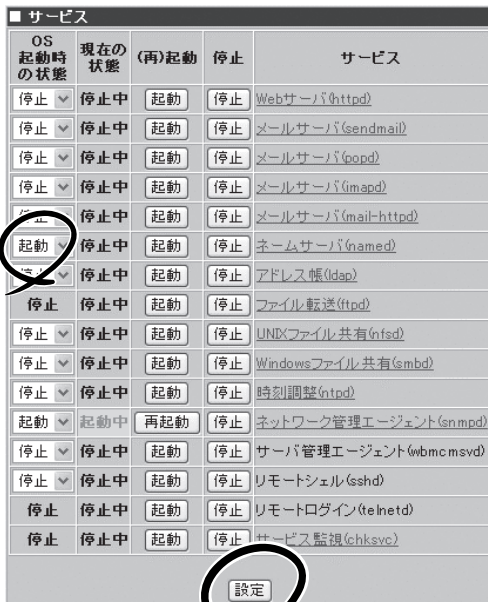 ■ サービス
OS起動時の状態 現在の状態 (再)起動 停止 サービス
停止 停止中 起動 停止 Webサーバ(httpd)
停止 停止中 起動 停止 メールサーバ(sendmail)
停止 停止中 起動 停止 メールサーバ(popd)
停止 停止中 起動 停止 メールサーバ(imapd)
停止 停止中 起動 停止 メールサーバ(mail-httpd)
起動 停止中 起動 停止 ネームサーバ(named)
停止 停止中 起動 停止 アドレス帳(ldap)
停止 停止中 起動 停止 ファイル転送(ftpd)
停止 停止中 起動 停止 UNIXファイル共有(nfsd)
停止 停止中 起動 停止 Windowsファイル共有(smbd)
停止 停止中 起動 停止 時刻調整(ntpd)
起動 起動中 再起動 停止 ネットワーク管理エージェント(snmpd)
停止 停止中 起動 停止 サーバ管理エージェント(wbmcmsvd)
停止 停止中 起動 停止 リモートシェル(sshd)
停止 停止中 起動 停止 リモートログイン(telnetd)
停止 停止中 起動 停止 サービス監視(chksvc)
設定